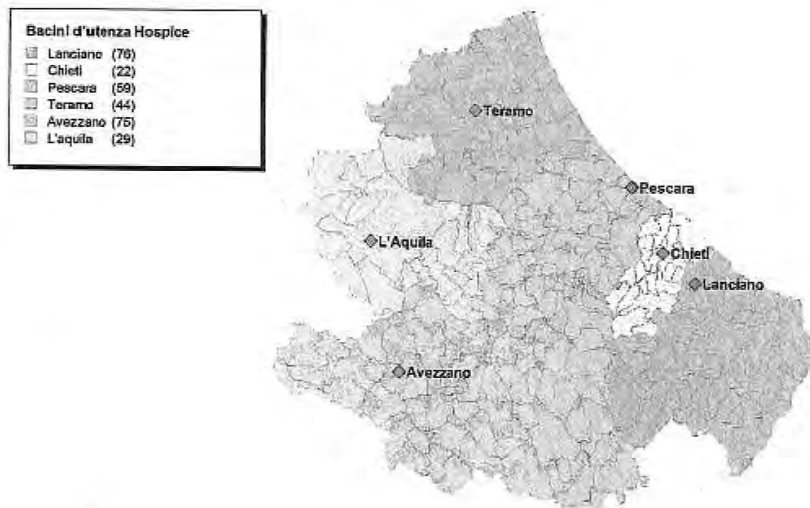 Bacini d'utenza Hospice
Lanciano (76)
Chieti (22)
Pescara (59)
Teramo (44)
Avezzano (75)
L'aquila (29)
Teramo
Pescara
L'Aquila
Chieti
Lanciano
Avezzano